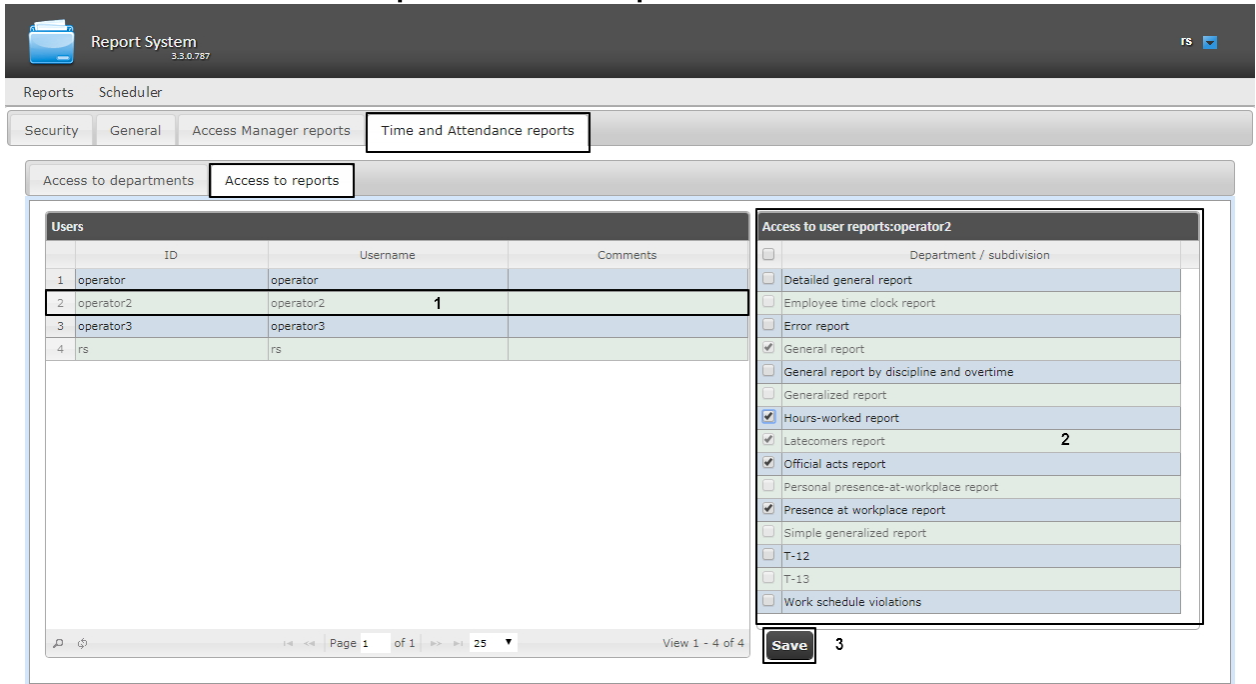 Report System
3.3.0.787
rs
Reports Scheduler
Security General Access Manager reports Time and Attendance reports
Access to departments Access to reports
Users
ID Username Comments
1 operator operator
2 operator2 operator2 1
3 operator3 operator3
4 rs rs
Page 1 of 1 25 View 1 - 4 of 4
Access to user reports:operator2
Department / subdivision
Detailed general report
Employee time clock report
Error report
General report
General report by discipline and overtime
Generalized report
Hours-worked report
Latecomers report 2
Official acts report
Personal presence-at-workplace report
Presence at workplace report
Simple generalized report
T-12
T-13
Work schedule violations
Save 3